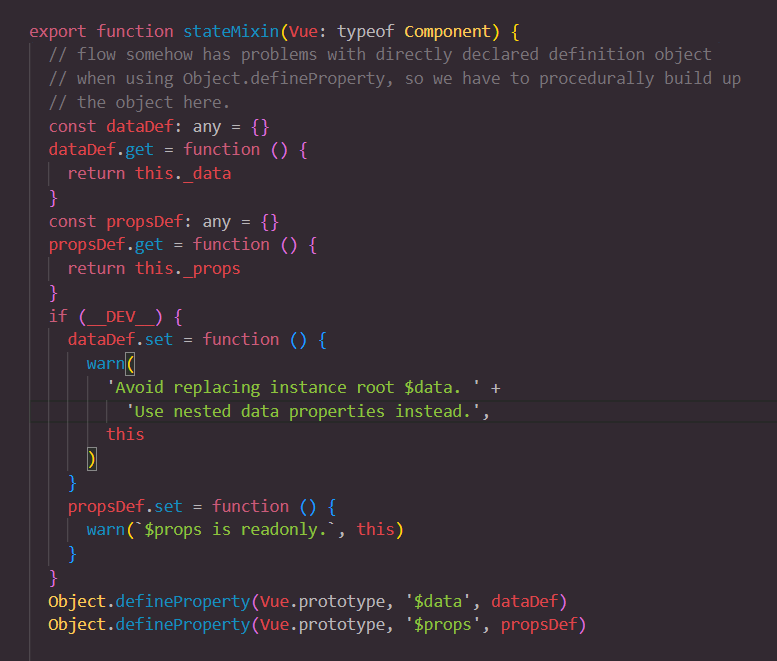 export function stateMixin(Vue: typeof Component) {
  // flow somehow has problems with directly declared definition object
  // when using Object.defineProperty, so we have to procedurally build up
  // the object here.
  const dataDef: any = {}
  dataDef.get = function () {
    return this._data
  }
  const propsDef: any = {}
  propsDef.get = function () {
    return this._props
  }
  if (__DEV__) {
    dataDef.set = function () {
      warn(
        'Avoid replacing instance root $data. ' +
          'Use nested data properties instead.',
        this
      )
    }
    propsDef.set = function () {
      warn(`$props is readonly.`, this)
    }
  }
  Object.defineProperty(Vue.prototype, '$data', dataDef)
  Object.defineProperty(Vue.prototype, '$props', propsDef)